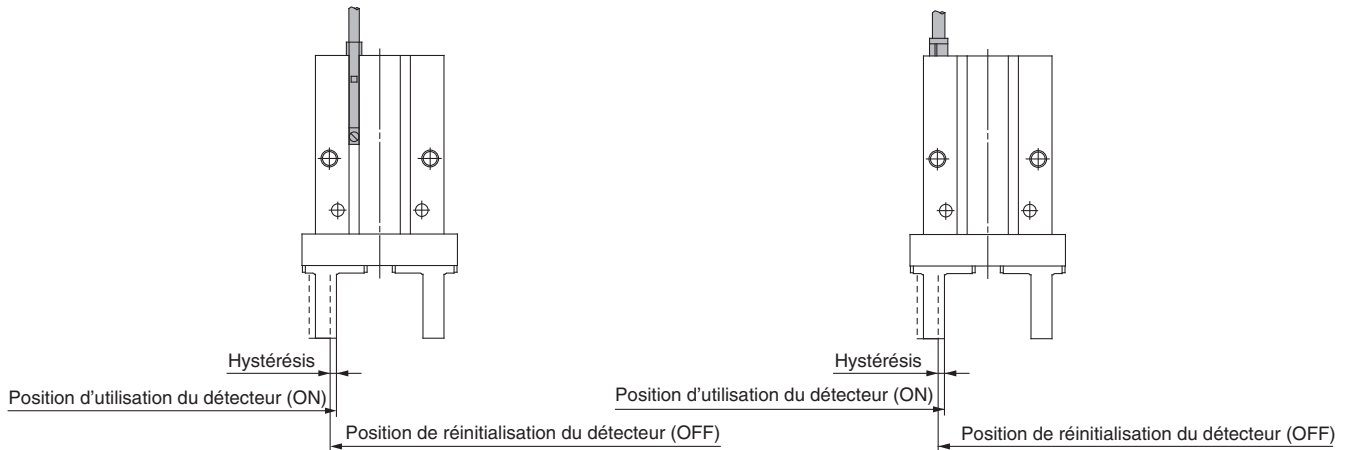 Hystérésis
Position d’utilisation du détecteur (ON)
Position de réinitialisation du détecteur (OFF)
Hystérésis
Position d’utilisation du détecteur (ON)
Position de réinitialisation du détecteur (OFF)